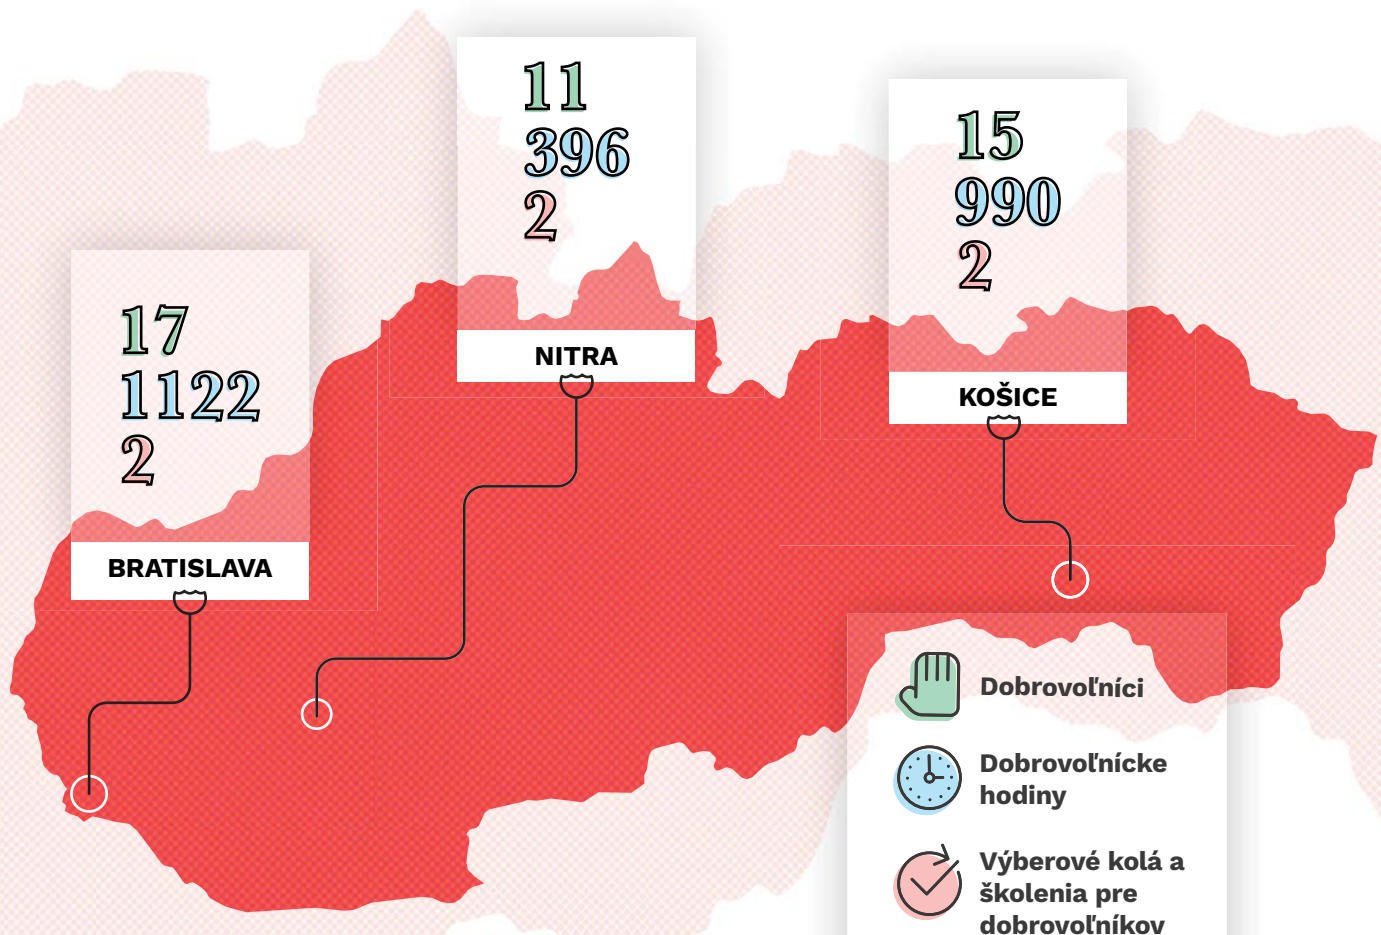 11
396
2
NITRA
15
990
2
KOŠICE
17
1122
2
BRATISLAVA
Dobrovoľníci
Dobrovoľnícke
hodiny
Výberové kolá a
školenia pre
dobrovoľníkov